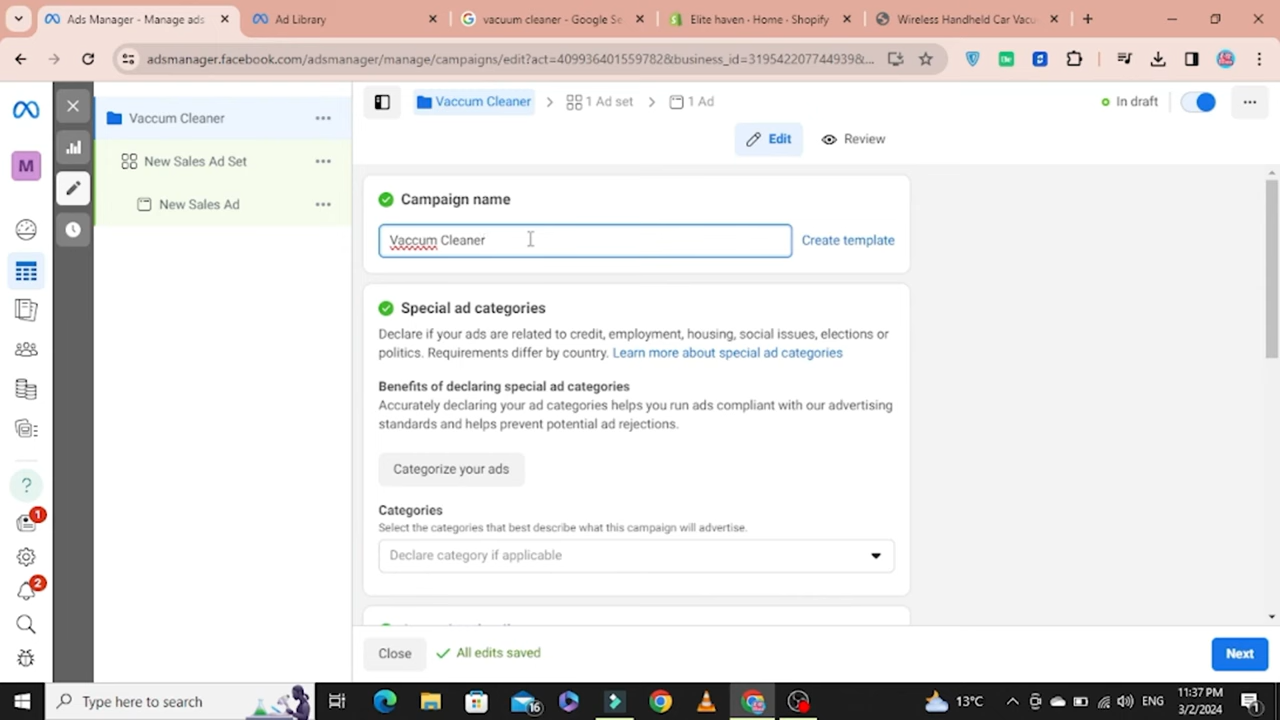 Ads Manager - Manage ads
Ad Library
vacuum cleaner - Google Se
Elite haven - Home · Shopify
Wireless Handheld Car Vacu
adsmanager.facebook.com/adsmanager/manage/campaigns/edit?act=409936401559782&business_id=319542207744939&...
Vaccum Cleaner
1 Ad set
1 Ad
In draft
M
Vaccum Cleaner
New Sales Ad Set
New Sales Ad
Edit
Review
Campaign name
Vaccum Cleaner
Create template
Special ad categories
Declare if your ads are related to credit, employment, housing, social issues, elections or
politics. Requirements differ by country. Learn more about special ad categories
Benefits of declaring special ad categories
Accurately declaring your ad categories helps you run ads compliant with our advertising
standards and helps prevent potential ad rejections.
Categorize your ads
Categories
Select the categories that best describe what this campaign will advertise.
Declare category if applicable
1
2
Close
All edits saved
Next
Type here to search
16
13°C
ENG
11:37 PM
3/2/2024
1